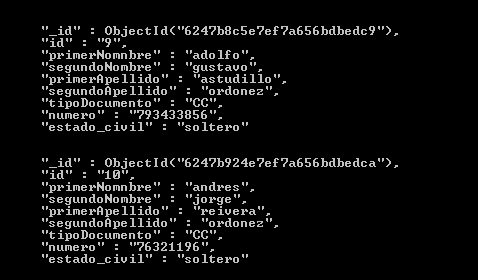 "_id" : ObjectId("6247b8c5e7ef7a656bdbedc9"),
"id" : "9",
"primerNomnbre" : "adolfo",
"segundoNombre" : "gustavo",
"primerApellido" : "astudillo",
"segundoApellido" : "ordonez",
"tipoDocumento" : "CC",
"numero" : "793433856",
"estado_civil" : "soltero"
"_id" : ObjectId("6247b924e7ef7a656bdbedca"),
"id" : "10",
"primerNomnbre" : "andres",
"segundoNombre" : "jorge",
"primerApellido" : "reivera",
"segundoApellido" : "ordonez",
"tipoDocumento" : "CC",
"numero" : "76321196",
"estado_civil" : "soltero"